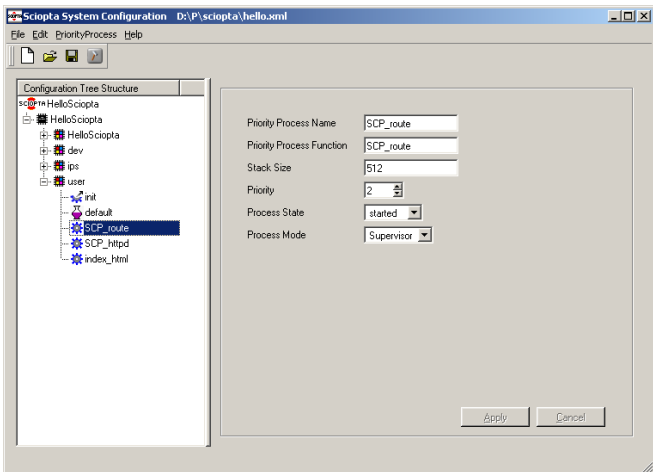 Sciopta System Configuration D:\P\sciopta\hello.xml
File Edit PriorityProcess Help
Configuration Tree Structure
SCIOPTA HelloSciopta
HelloSciopta
HelloSciopta
dev
ips
user
init
default
SCP_route
SCP_httpd
index_html
Priority Process Name SCP_route
Priority Process Function SCP_route
Stack Size 512
Priority 2
Process State started
Process Mode Supervisor
Apply Cancel